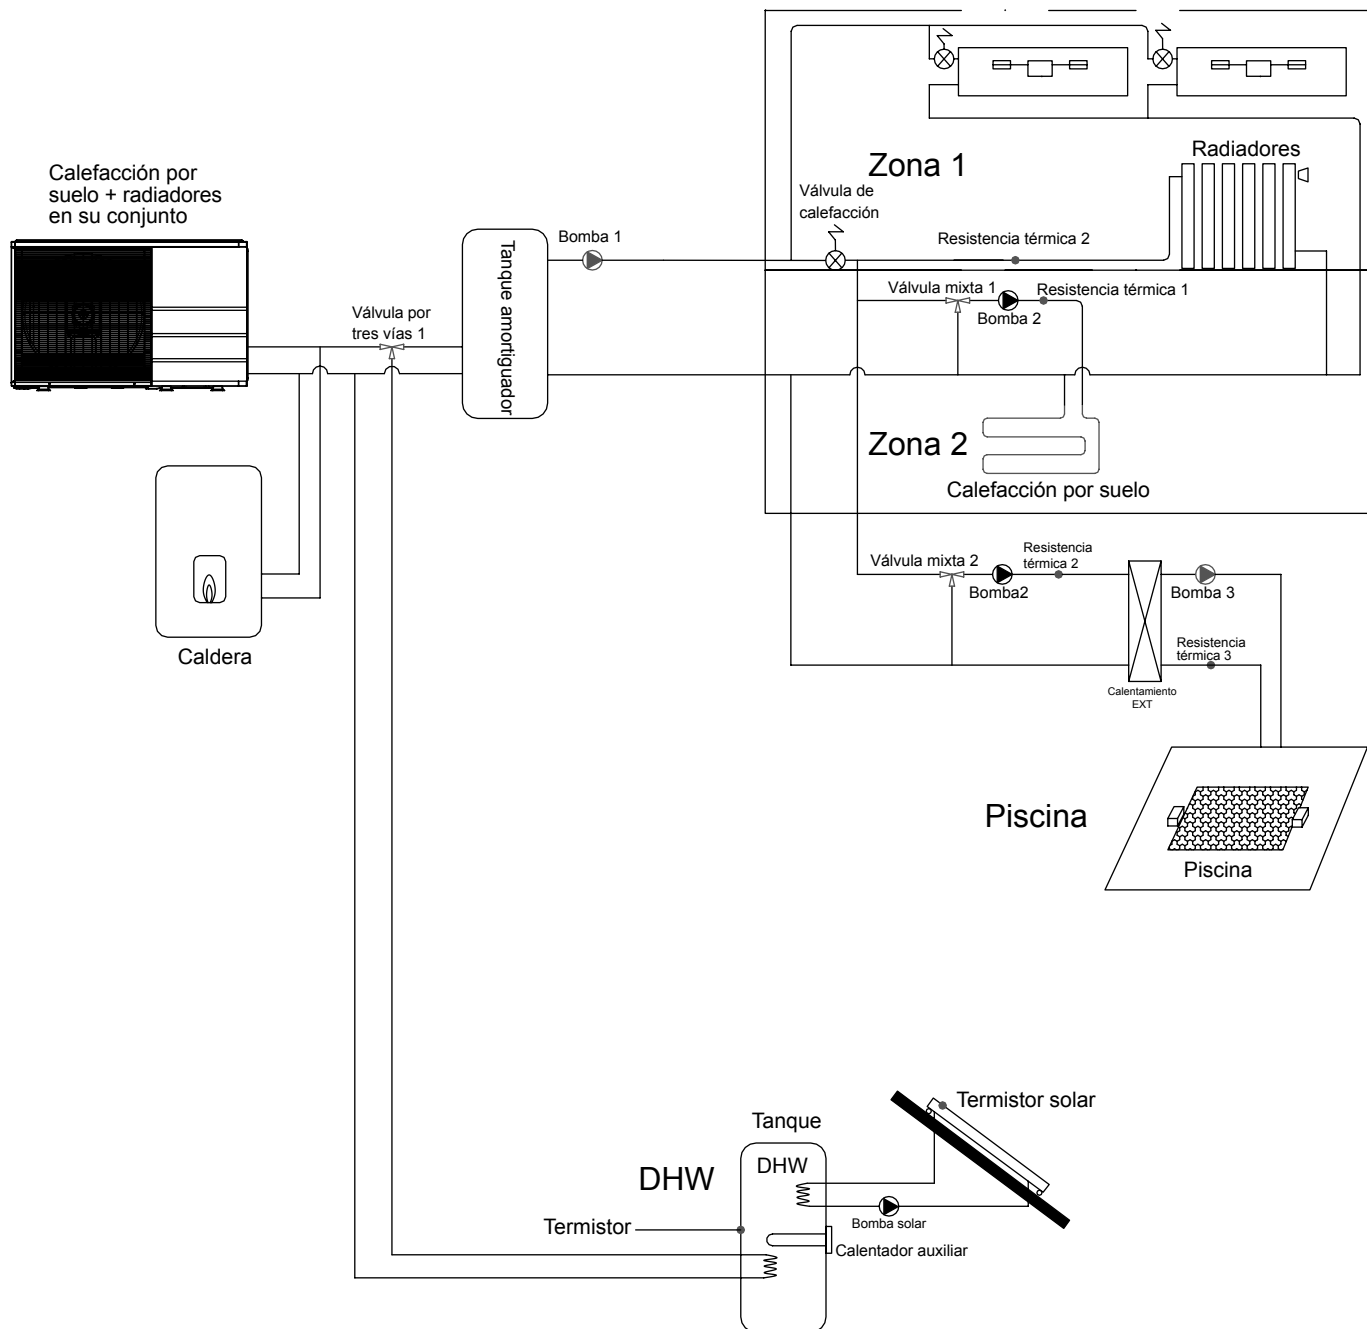 Calefacción por
suelo + radiadores
en su conjunto
Válvula por
tres vías 1
Tanque amortiguador
Bomba 1
Zona 1
Válvula de
calefacción
Radiadores
Resistencia térmica 2
Válvula mixta 1
Bomba 2
Resistencia térmica 1
Zona 2
Calefacción por suelo
Caldera
Válvula mixta 2
Bomba2
Resistencia
térmica 2
Bomba 3
Resistencia
térmica 3
Calentamiento
EXT
Piscina
Piscina
Tanque
DHW
DHW
Termistor
Termistor solar
Bomba solar
Calentador auxiliar